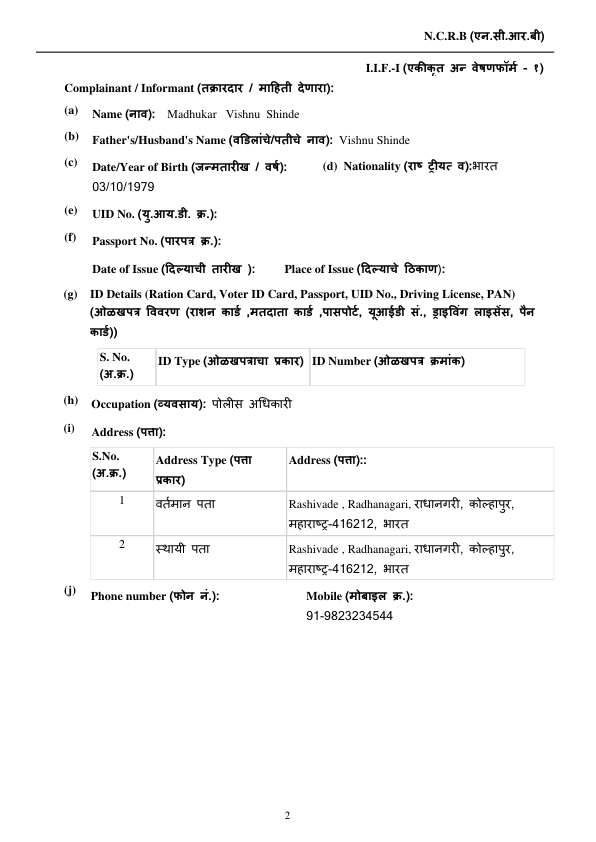 N.C.R.B (एन.सी.आर.बी)
I.I.F.-I (एकीकृत अन्वेषणफॉर्म - १)
Complainant / Informant (तक्रारदार / माहिती देणारा):
(a) Name (नाव): Madhukar Vishnu Shinde
(b) Father's/Husband's Name (वडिलांचे/पतीचे नाव): Vishnu Shinde
(c) Date/Year of Birth (जन्मतारीख / वर्ष): (d) Nationality (राष्ट्रीयत्व):भारत
03/10/1979
(e) UID No. (यु.आय.डी. क्र.):
(f) Passport No. (पारपत्र क्र.):
Date of Issue (दिल्याची तारीख ): Place of Issue (दिल्याचे ठिकाण):
(g) ID Details (Ration Card, Voter ID Card, Passport, UID No., Driving License, PAN)
(ओळखपत्र विवरण (राशन कार्ड ,मतदाता कार्ड ,पासपोर्ट, यूआईडी सं., ड्राइविंग लाइसेंस, पैन
कार्ड))
S. No. ID Type (ओळखपत्राचा प्रकार) ID Number (ओळखपत्र क्रमांक)
(अ.क्र.)
(h) Occupation (व्यवसाय): पोलीस अधिकारी
(i) Address (पत्ता):
S.No. Address Type (पत्ता Address (पत्ता)::
(अ.क्र.) प्रकार)
1 वर्तमान पता Rashivade , Radhanagari, राधानगरी, कोल्हापुर,
महाराष्ट्र-416212, भारत
2 स्थायी पता Rashivade , Radhanagari, राधानगरी, कोल्हापुर,
महाराष्ट्र-416212, भारत
(j) Phone number (फोन नं.): Mobile (मोबाइल क्र.):
91-9823234544
2